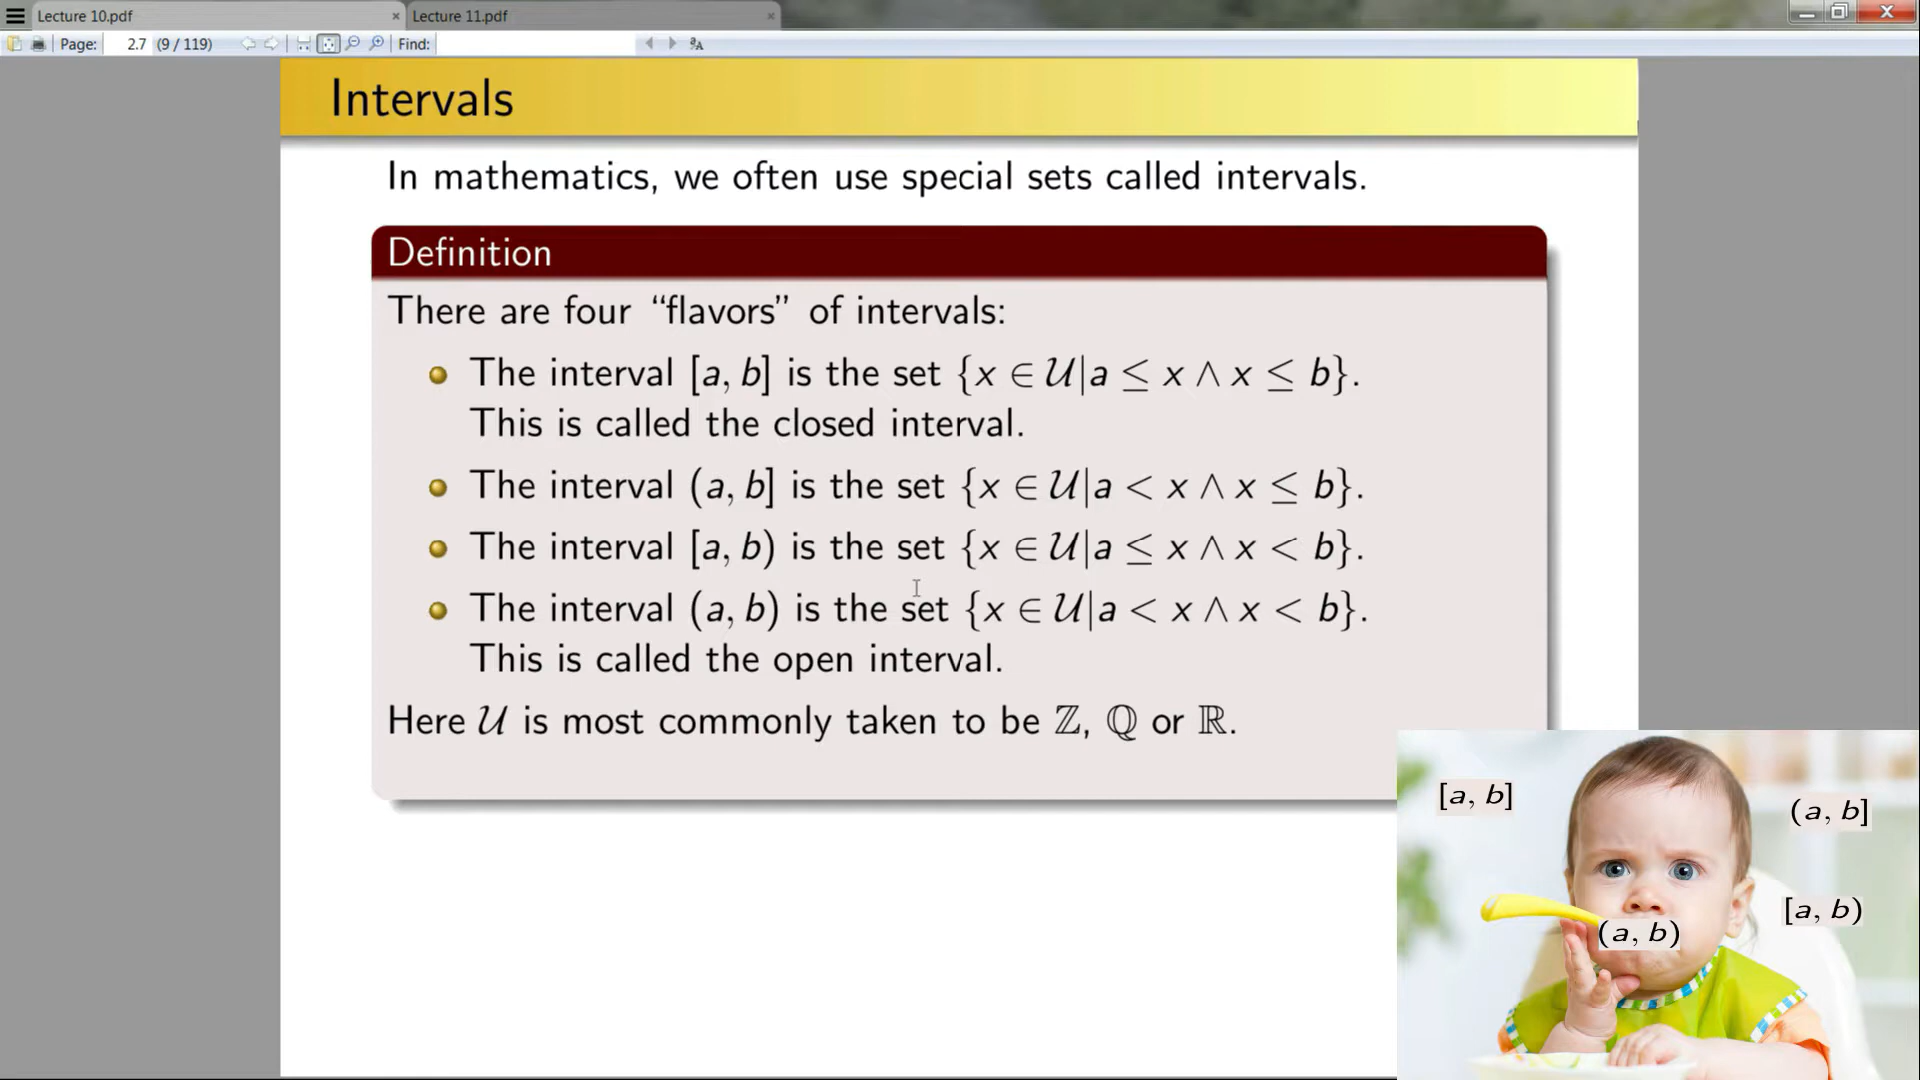 Lecture 10.pdf
Lecture 11.pdf
Page: 2.7 (9 / 119) Find:
Intervals
In mathematics, we often use special sets called intervals.
Definition
There are four “flavors” of intervals:
The interval [a, b] is the set {x ∈ 𝒰|a ≤ x ∧ x ≤ b}.
This is called the closed interval.
The interval (a, b] is the set {x ∈ 𝒰|a < x ∧ x ≤ b}.
The interval [a, b) is the set {x ∈ 𝒰|a ≤ x ∧ x < b}.
The interval (a, b) is the set {x ∈ 𝒰|a < x ∧ x < b}.
This is called the open interval.
Here 𝒰 is most commonly taken to be ℤ, ℚ or ℝ.
[a, b]
(a, b]
[a, b)
(a, b)